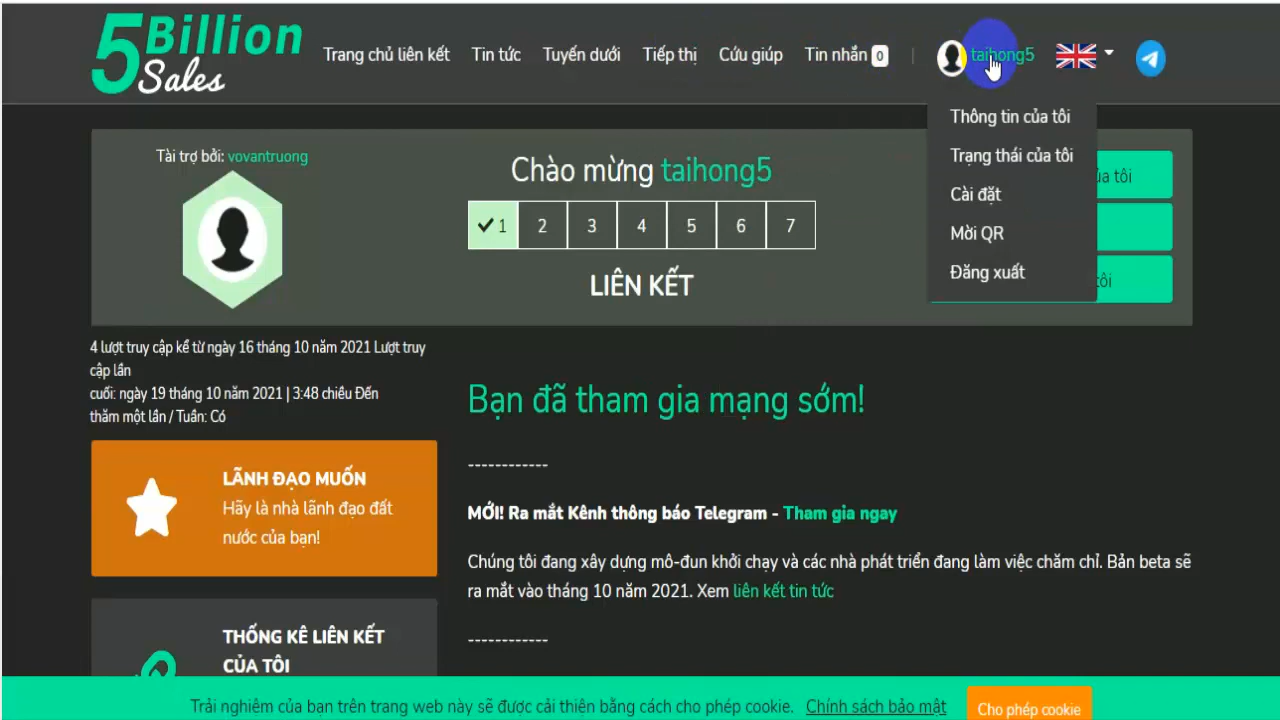 5 Billion
Sales
Trang chủ liên kết
Tin tức
Tuyến dưới
Tiếp thị
Cứu giúp
Tin nhắn 0
taihong5
Thông tin của tôi
Trạng thái của tôi
Cài đặt
Mời QR
Đăng xuất
Tài trợ bởi: vovantruong
Chào mừng taihong5
1 2 3 4 5 6 7
LIÊN KẾT
4 lượt truy cập kể từ ngày 16 tháng 10 năm 2021 Lượt truy
cập lần
cuối: ngày 19 tháng 10 năm 2021 | 3:48 chiều Đến
thăm một lần / Tuần: Có
LÃNH ĐẠO MUỐN
Hãy là nhà lãnh đạo đất
nước của bạn!
THỐNG KÊ LIÊN KẾT
CỦA TÔI
Bạn đã tham gia mạng sớm!
------------
MỚI! Ra mắt Kênh thông báo Telegram - Tham gia ngay
Chúng tôi đang xây dựng mô-đun khởi chạy và các nhà phát triển đang làm việc chăm chỉ. Bản beta sẽ
ra mắt vào tháng 10 năm 2021. Xem liên kết tin tức
------------
Trải nghiệm của bạn trên trang web này sẽ được cải thiện bằng cách cho phép cookie. Chính sách bảo mật
Cho phép cookie